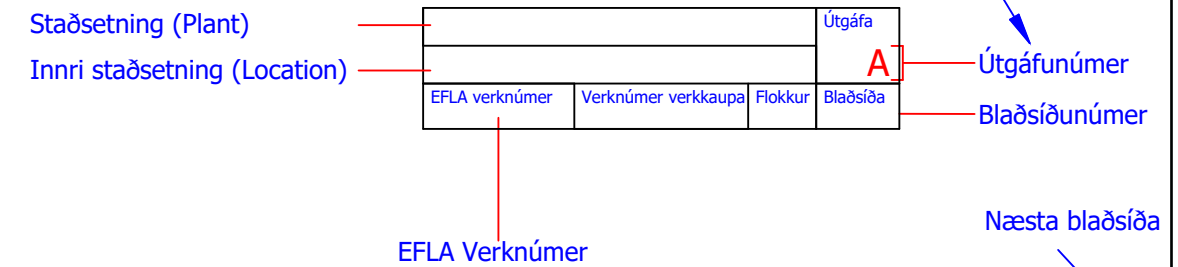 Staðsetning (Plant)
Útgáfa
Innri staðsetning (Location)
A
Útgáfunúmer
EFLA verknúmer
Verknúmer verkkaupa
Flokkur
Blaðsíða
Blaðsíðunúmer
Næsta blaðsíða
EFLA Verknúmer